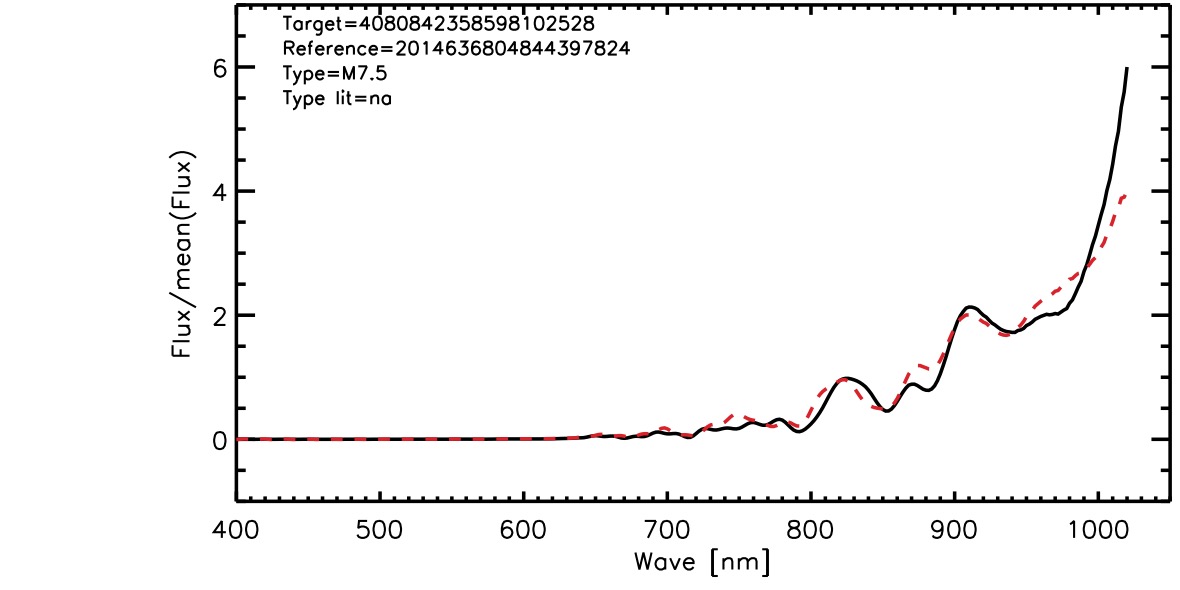 Target=4080842358598102528
Reference=2014636804844397824
Type=M7.5
Type lit=na
6
4
2
0
Flux/mean(Flux)
400 500 600 700 800 900 1000
Wave [nm]